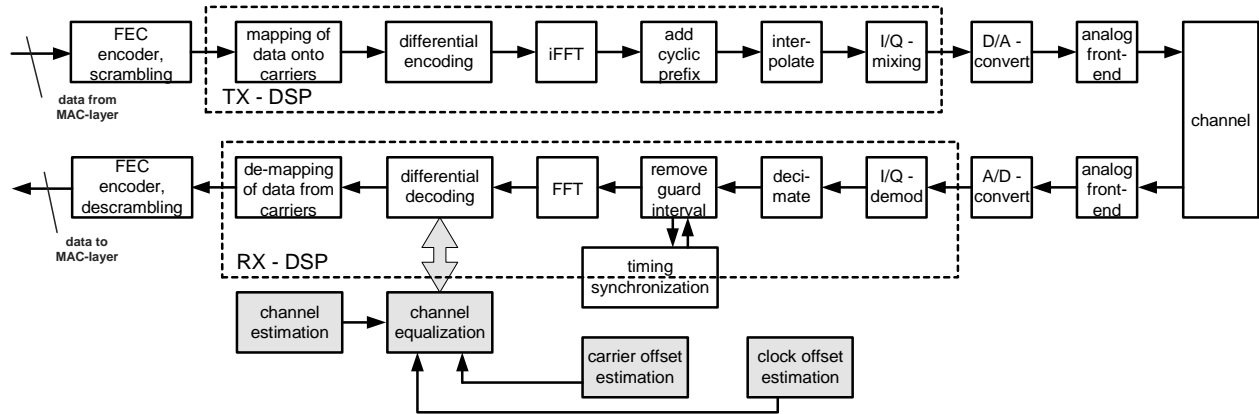 FEC
encoder,
scrambling
mapping of
data onto
carriers
differential
encoding
iFFT
add
cyclic
prefix
inter-
polate
I/Q -
mixing
D/A -
convert
analog
front-
end
data from
MAC-layer
TX - DSP
channel
FEC
encoder,
descrambling
de-mapping
of data from
carriers
differential
decoding
FFT
remove
guard
interval
deci-
mate
I/Q -
demod
A/D -
convert
analog
front-
end
data to
MAC-layer
RX - DSP
timing
synchronization
channel
estimation
channel
equalization
carrier offset
estimation
clock offset
estimation